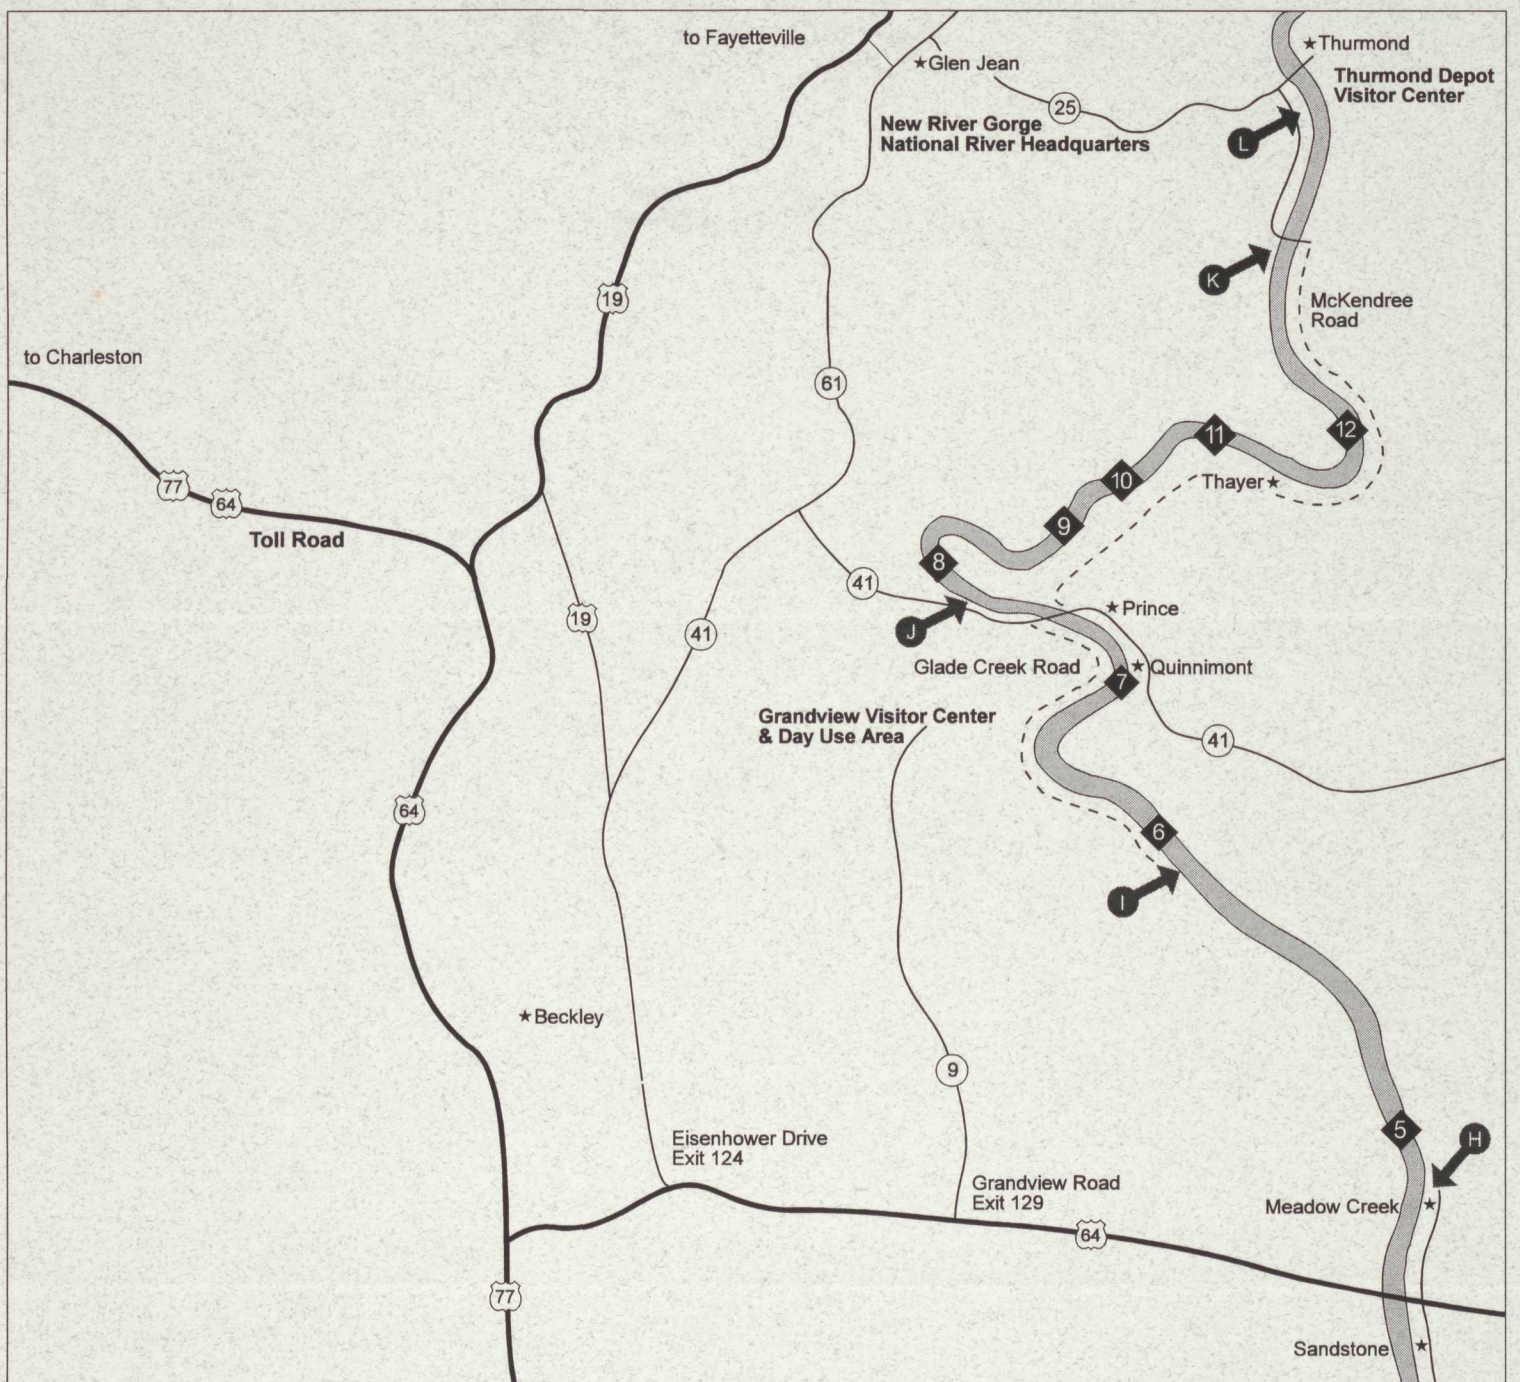 to Fayetteville
Thurmond
Glen Jean
Thurmond Depot
Visitor Center
25
New River Gorge
National River Headquarters
L
K
19
McKendree
Road
to Charleston
61
12
11
77
64
Thayer
10
Toll Road
9
8
41
19
Prince
41
J
Glade Creek Road
Quinnimont
7
Grandview Visitor Center
& Day Use Area
41
64
6
I
Beckley
9
5
H
Eisenhower Drive
Exit 124
Grandview Road
Exit 129
Meadow Creek
64
77
Sandstone